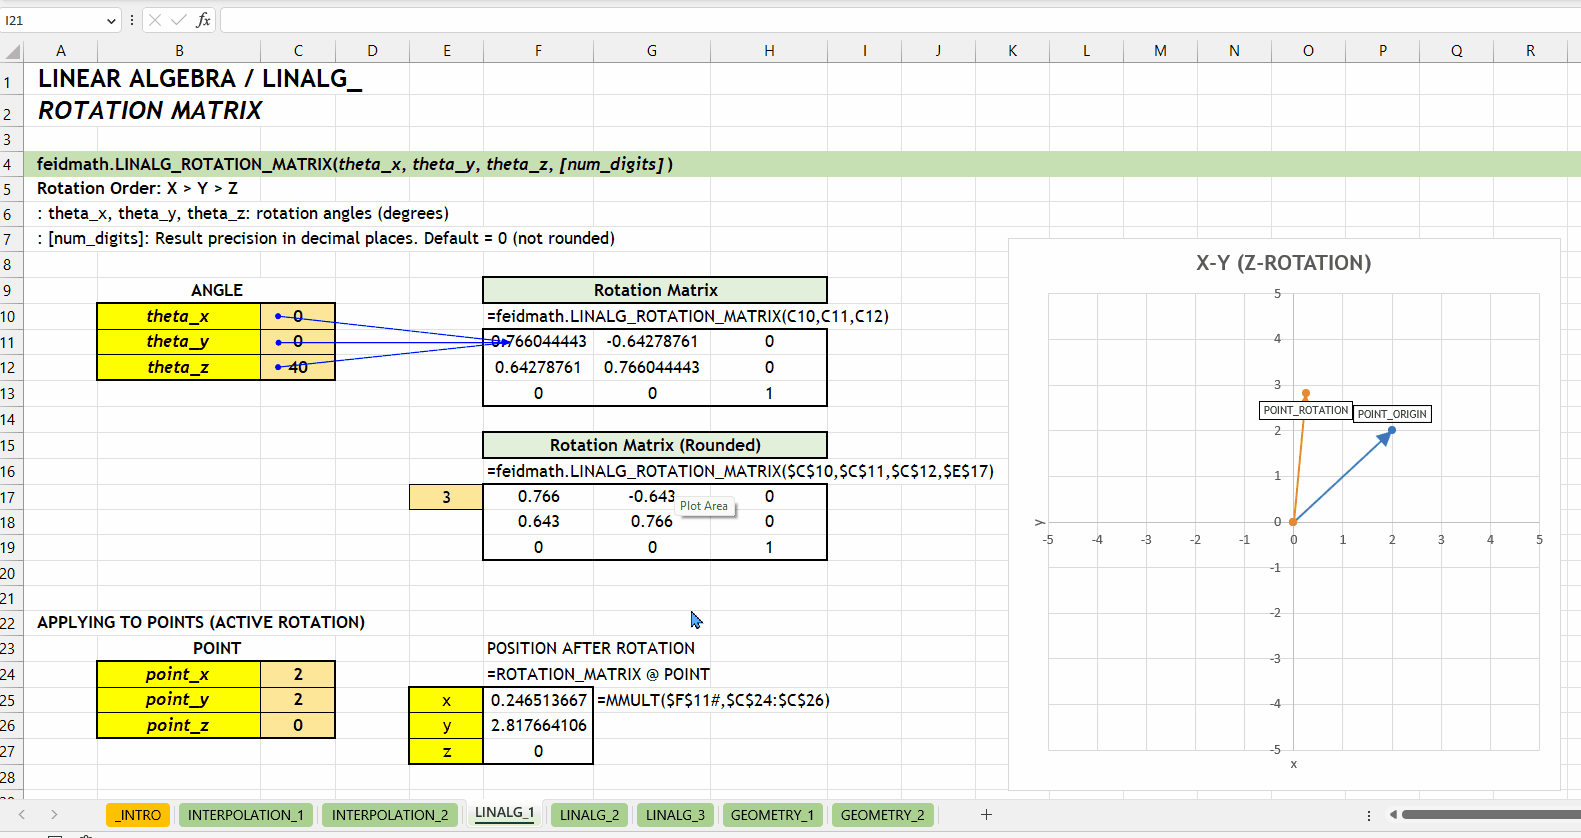 I21
fx
A B C D E F G H I J K L M N O P Q R
1 LINEAR ALGEBRA / LINALG_
2 ROTATION MATRIX
3
4 feidmath.LINALG_ROTATION_MATRIX(theta_x, theta_y, theta_z, [num_digits])
5 Rotation Order: X > Y > Z
6 : theta_x, theta_y, theta_z: rotation angles (degrees)
7 : [num_digits]: Result precision in decimal places. Default = 0 (not rounded)
8
9 ANGLE Rotation Matrix
10 theta_x 0 =feidmath.LINALG_ROTATION_MATRIX(C10,C11,C12)
11 theta_y 0 0.766044443 -0.64278761 0
12 theta_z 40 0.64278761 0.766044443 0
13 0 0 1
14
15 Rotation Matrix (Rounded)
16 =feidmath.LINALG_ROTATION_MATRIX($C$10,$C$11,$C$12,$E$17)
17 3 0.766 -0.643 0
Plot Area
18 0.643 0.766 0
19 0 0 1
20
21
22 APPLYING TO POINTS (ACTIVE ROTATION)
23 POINT POSITION AFTER ROTATION
24 point_x 2 =ROTATION_MATRIX @ POINT
25 point_y 2 x 0.246513667 =MMULT($F$11#,$C$24:$C$26)
26 point_z 0 y 2.817664106
27 z 0
28
X-Y (Z-ROTATION)
5
4
3
POINT_ROTATION POINT_ORIGIN
2
1
y 0
-5 -4 -3 -2 -1 0 1 2 3 4 5
-1
-2
-3
-4
-5
x
_INTRO INTERPOLATION_1 INTERPOLATION_2 LINALG_1 LINALG_2 LINALG_3 GEOMETRY_1 GEOMETRY_2